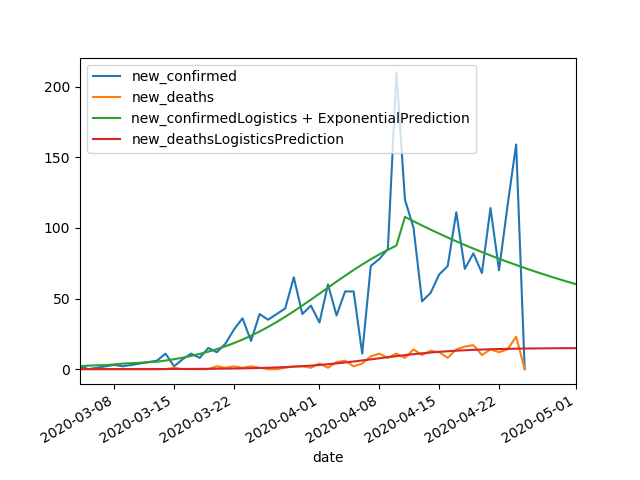 new_confirmed
new_deaths
new_confirmedLogistics + ExponentialPrediction
new_deathsLogisticsPrediction
200
150
100
50
0
2020-03-08
2020-03-15
2020-03-22
2020-04-01
2020-04-08
2020-04-15
2020-04-22
2020-05-01
date